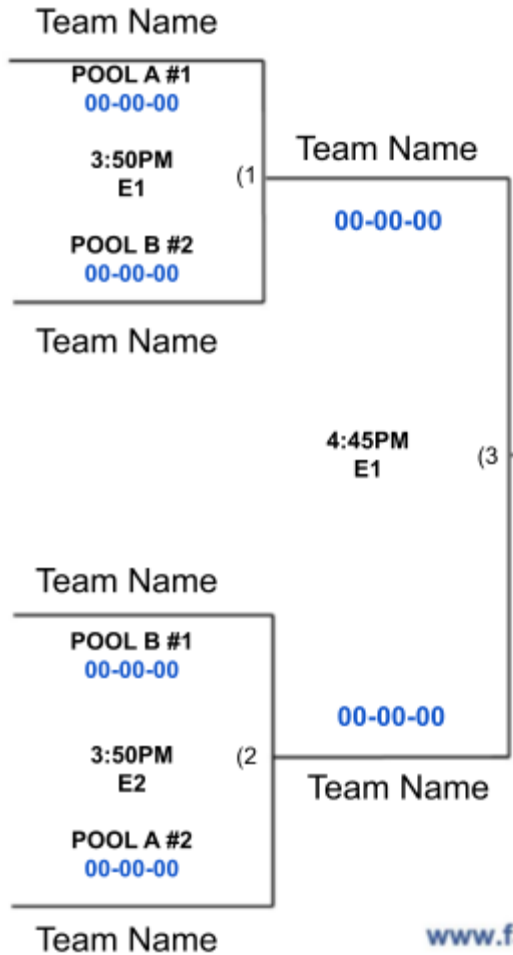 Team Name
POOL A #1
00-00-00
3:50PM
E1
(1
POOL B #2
00-00-00
Team Name
Team Name
00-00-00
4:45PM
E1
(3
Team Name
POOL B #1
00-00-00
3:50PM
E2
(2
POOL A #2
00-00-00
Team Name
00-00-00
Team Name
www.f